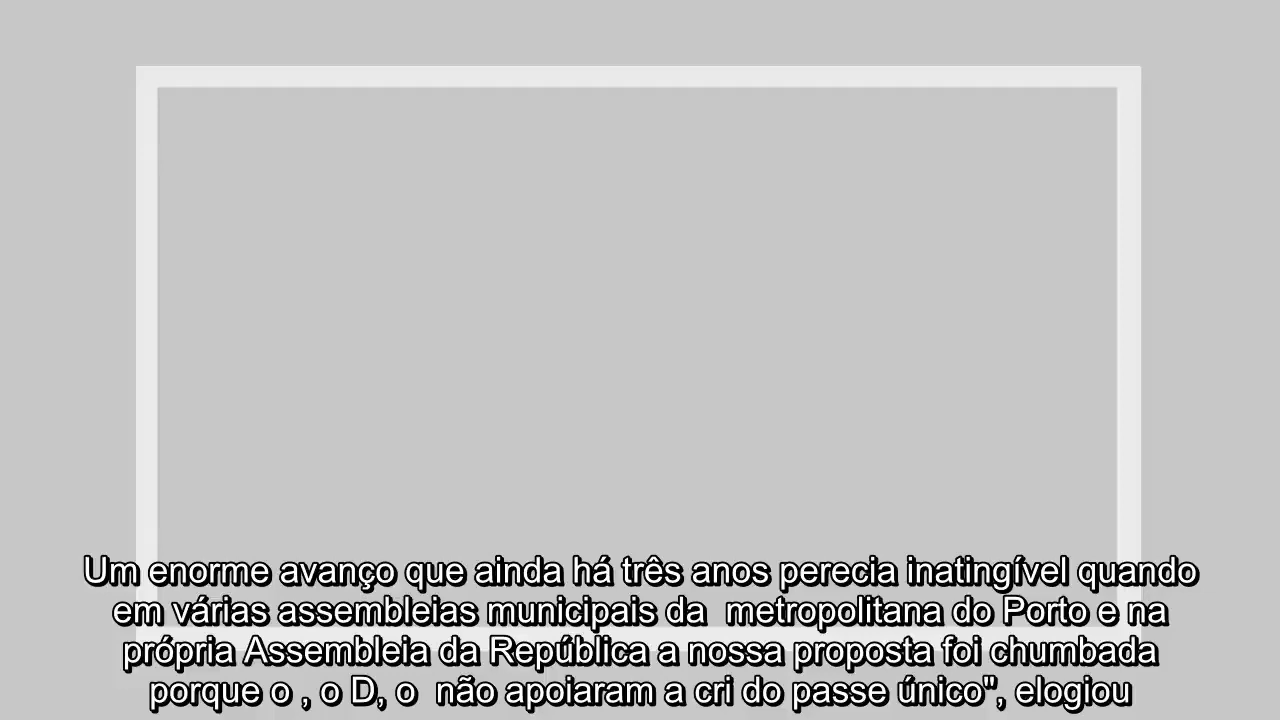 Um enorme avanço que ainda há três anos perecia inatingível quando
em várias assembleias municipais da  metropolitana do Porto e na
própria Assembleia da República a nossa proposta foi chumbada
porque o , o D, o  não apoiaram a cri do passe único", elogiou